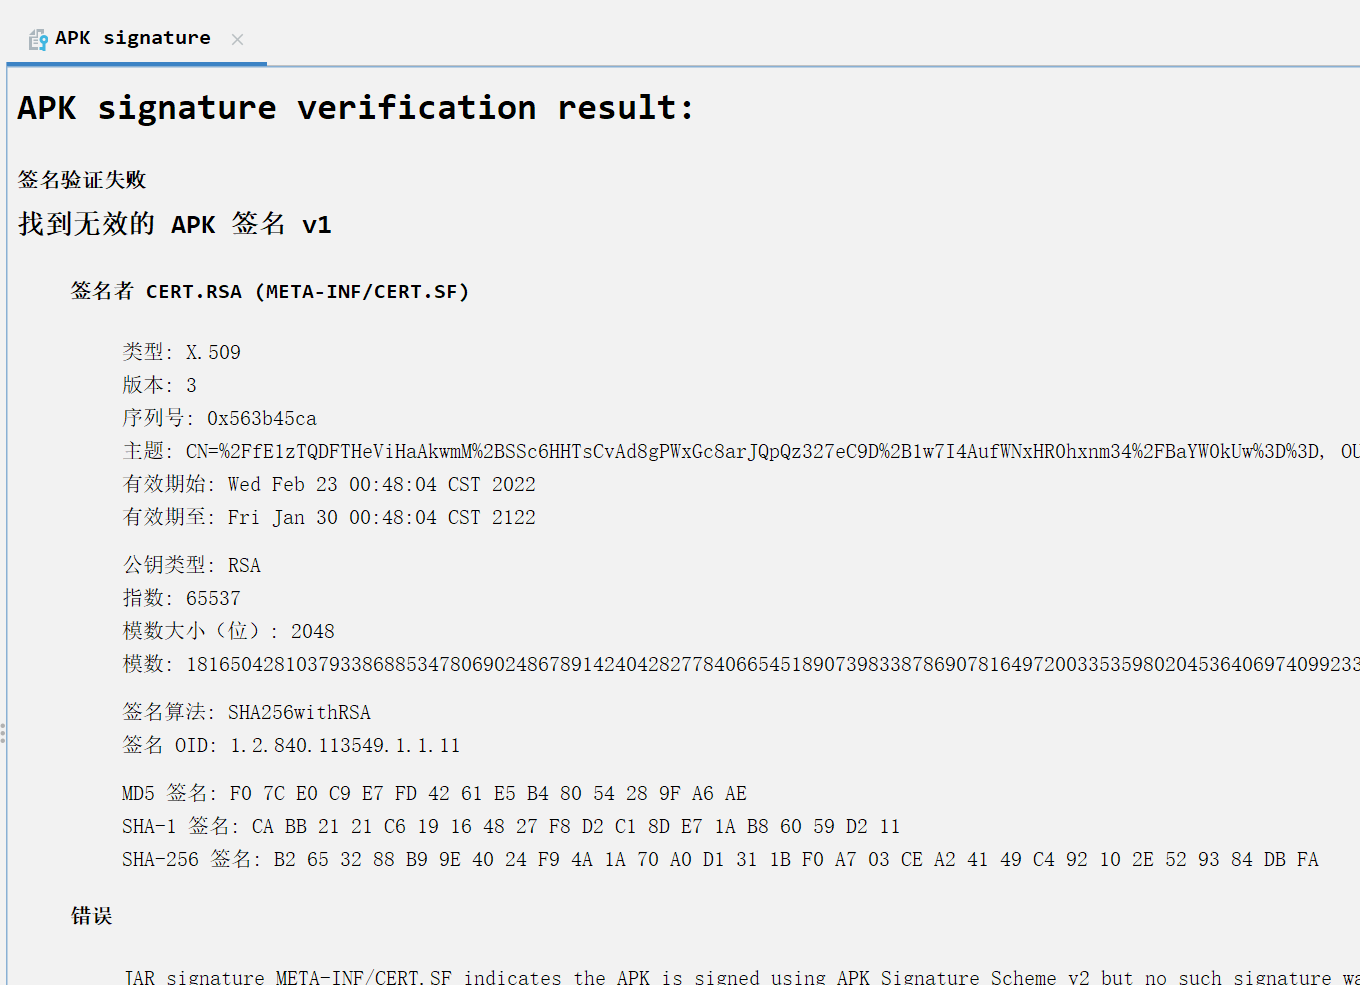 APK signature
APK signature verification result:
签名验证失败
找到无效的 APK 签名 v1
签名者 CERT.RSA (META-INF/CERT.SF)
类型: X.509
版本: 3
序列号: 0x563b45ca
主题: CN=%2FfE1zTQDFTHeViHaAkwmM%2BSSc6HHTsCvAd8gPWxGc8arJQpQz327eC9D%2B1w7I4AufWNxHR0hxnm34%2FBaYW0kUw%3D%3D, OU
有效期始: Wed Feb 23 00:48:04 CST 2022
有效期至: Fri Jan 30 00:48:04 CST 2122
公钥类型: RSA
指数: 65537
模数大小（位）: 2048
模数: 18165042810379338688534780690248678914240428277840665451890739833878690781649720033535980204536406974099233
签名算法: SHA256withRSA
签名 OID: 1.2.840.113549.1.1.11
MD5 签名: F0 7C E0 C9 E7 FD 42 61 E5 B4 80 54 28 9F A6 AE
SHA-1 签名: CA BB 21 21 C6 19 16 48 27 F8 D2 C1 8D E7 1A B8 60 59 D2 11
SHA-256 签名: B2 65 32 88 B9 9E 40 24 F9 4A 1A 70 A0 D1 31 1B F0 A7 03 CE A2 41 49 C4 92 10 2E 52 93 84 DB FA
错误
JAR signature META-INF/CERT.SF indicates the APK is signed using APK Signature Scheme v2 but no such signature wa